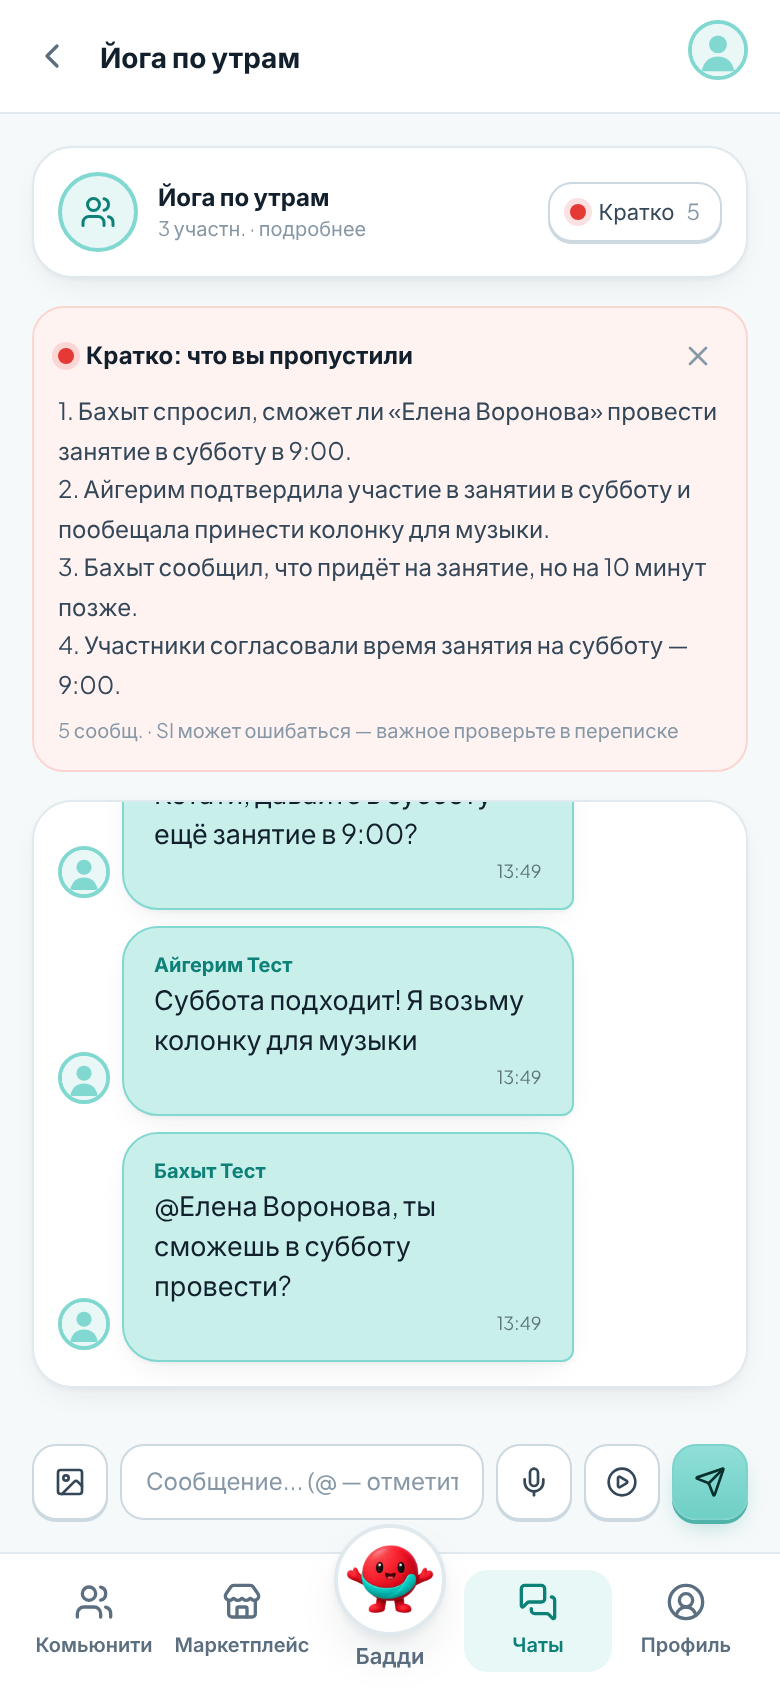 Йога по утрам
Йога по утрам
3 участн. · подробнее
Кратко 5
Кратко: что вы пропустили
1. Бахыт спросил, сможет ли «Елена Воронова» провести
занятие в субботу в 9:00.
2. Айгерим подтвердила участие в занятии в субботу и
пообещала принести колонку для музыки.
3. Бахыт сообщил, что придёт на занятие, но на 10 минут
позже.
4. Участники согласовали время занятия на субботу —
9:00.
5 сообщ. · SI может ошибаться — важное проверьте в переписке
ещё занятие в 9:00?
13:49
Айгерим Тест
Суббота подходит! Я возьму
колонку для музыки
13:49
Бахыт Тест
@Елена Воронова, ты
сможешь в субботу
провести?
13:49
Сообщение... (@ — отметит
Комьюнити
Маркетплейс
Бадди
Чаты
Профиль